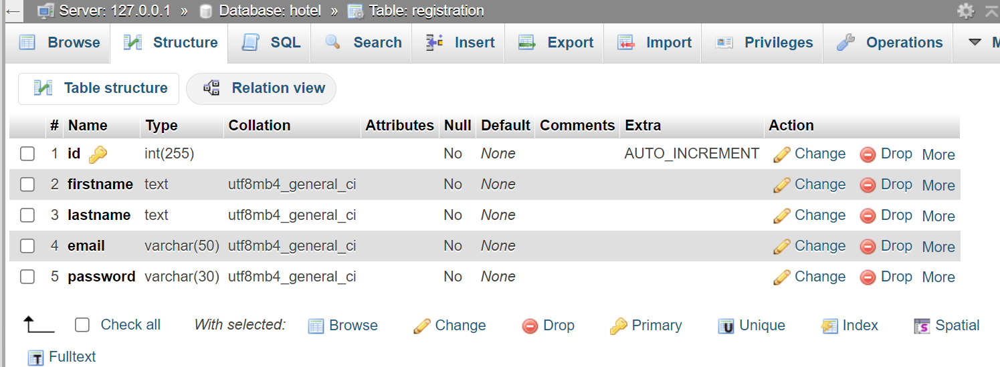 Server: 127.0.0.1 » Database: hotel » Table: registration
Browse Structure SQL Search Insert Export Import Privileges Operations M
Table structure Relation view
# Name Type Collation Attributes Null Default Comments Extra Action
1 id int(255) No None AUTO_INCREMENT Change Drop More
2 firstname text utf8mb4_general_ci No None Change Drop More
3 lastname text utf8mb4_general_ci No None Change Drop More
4 email varchar(50) utf8mb4_general_ci No None Change Drop More
5 password varchar(30) utf8mb4_general_ci No None Change Drop More
Check all With selected: Browse Change Drop Primary Unique Index Spatial
Fulltext